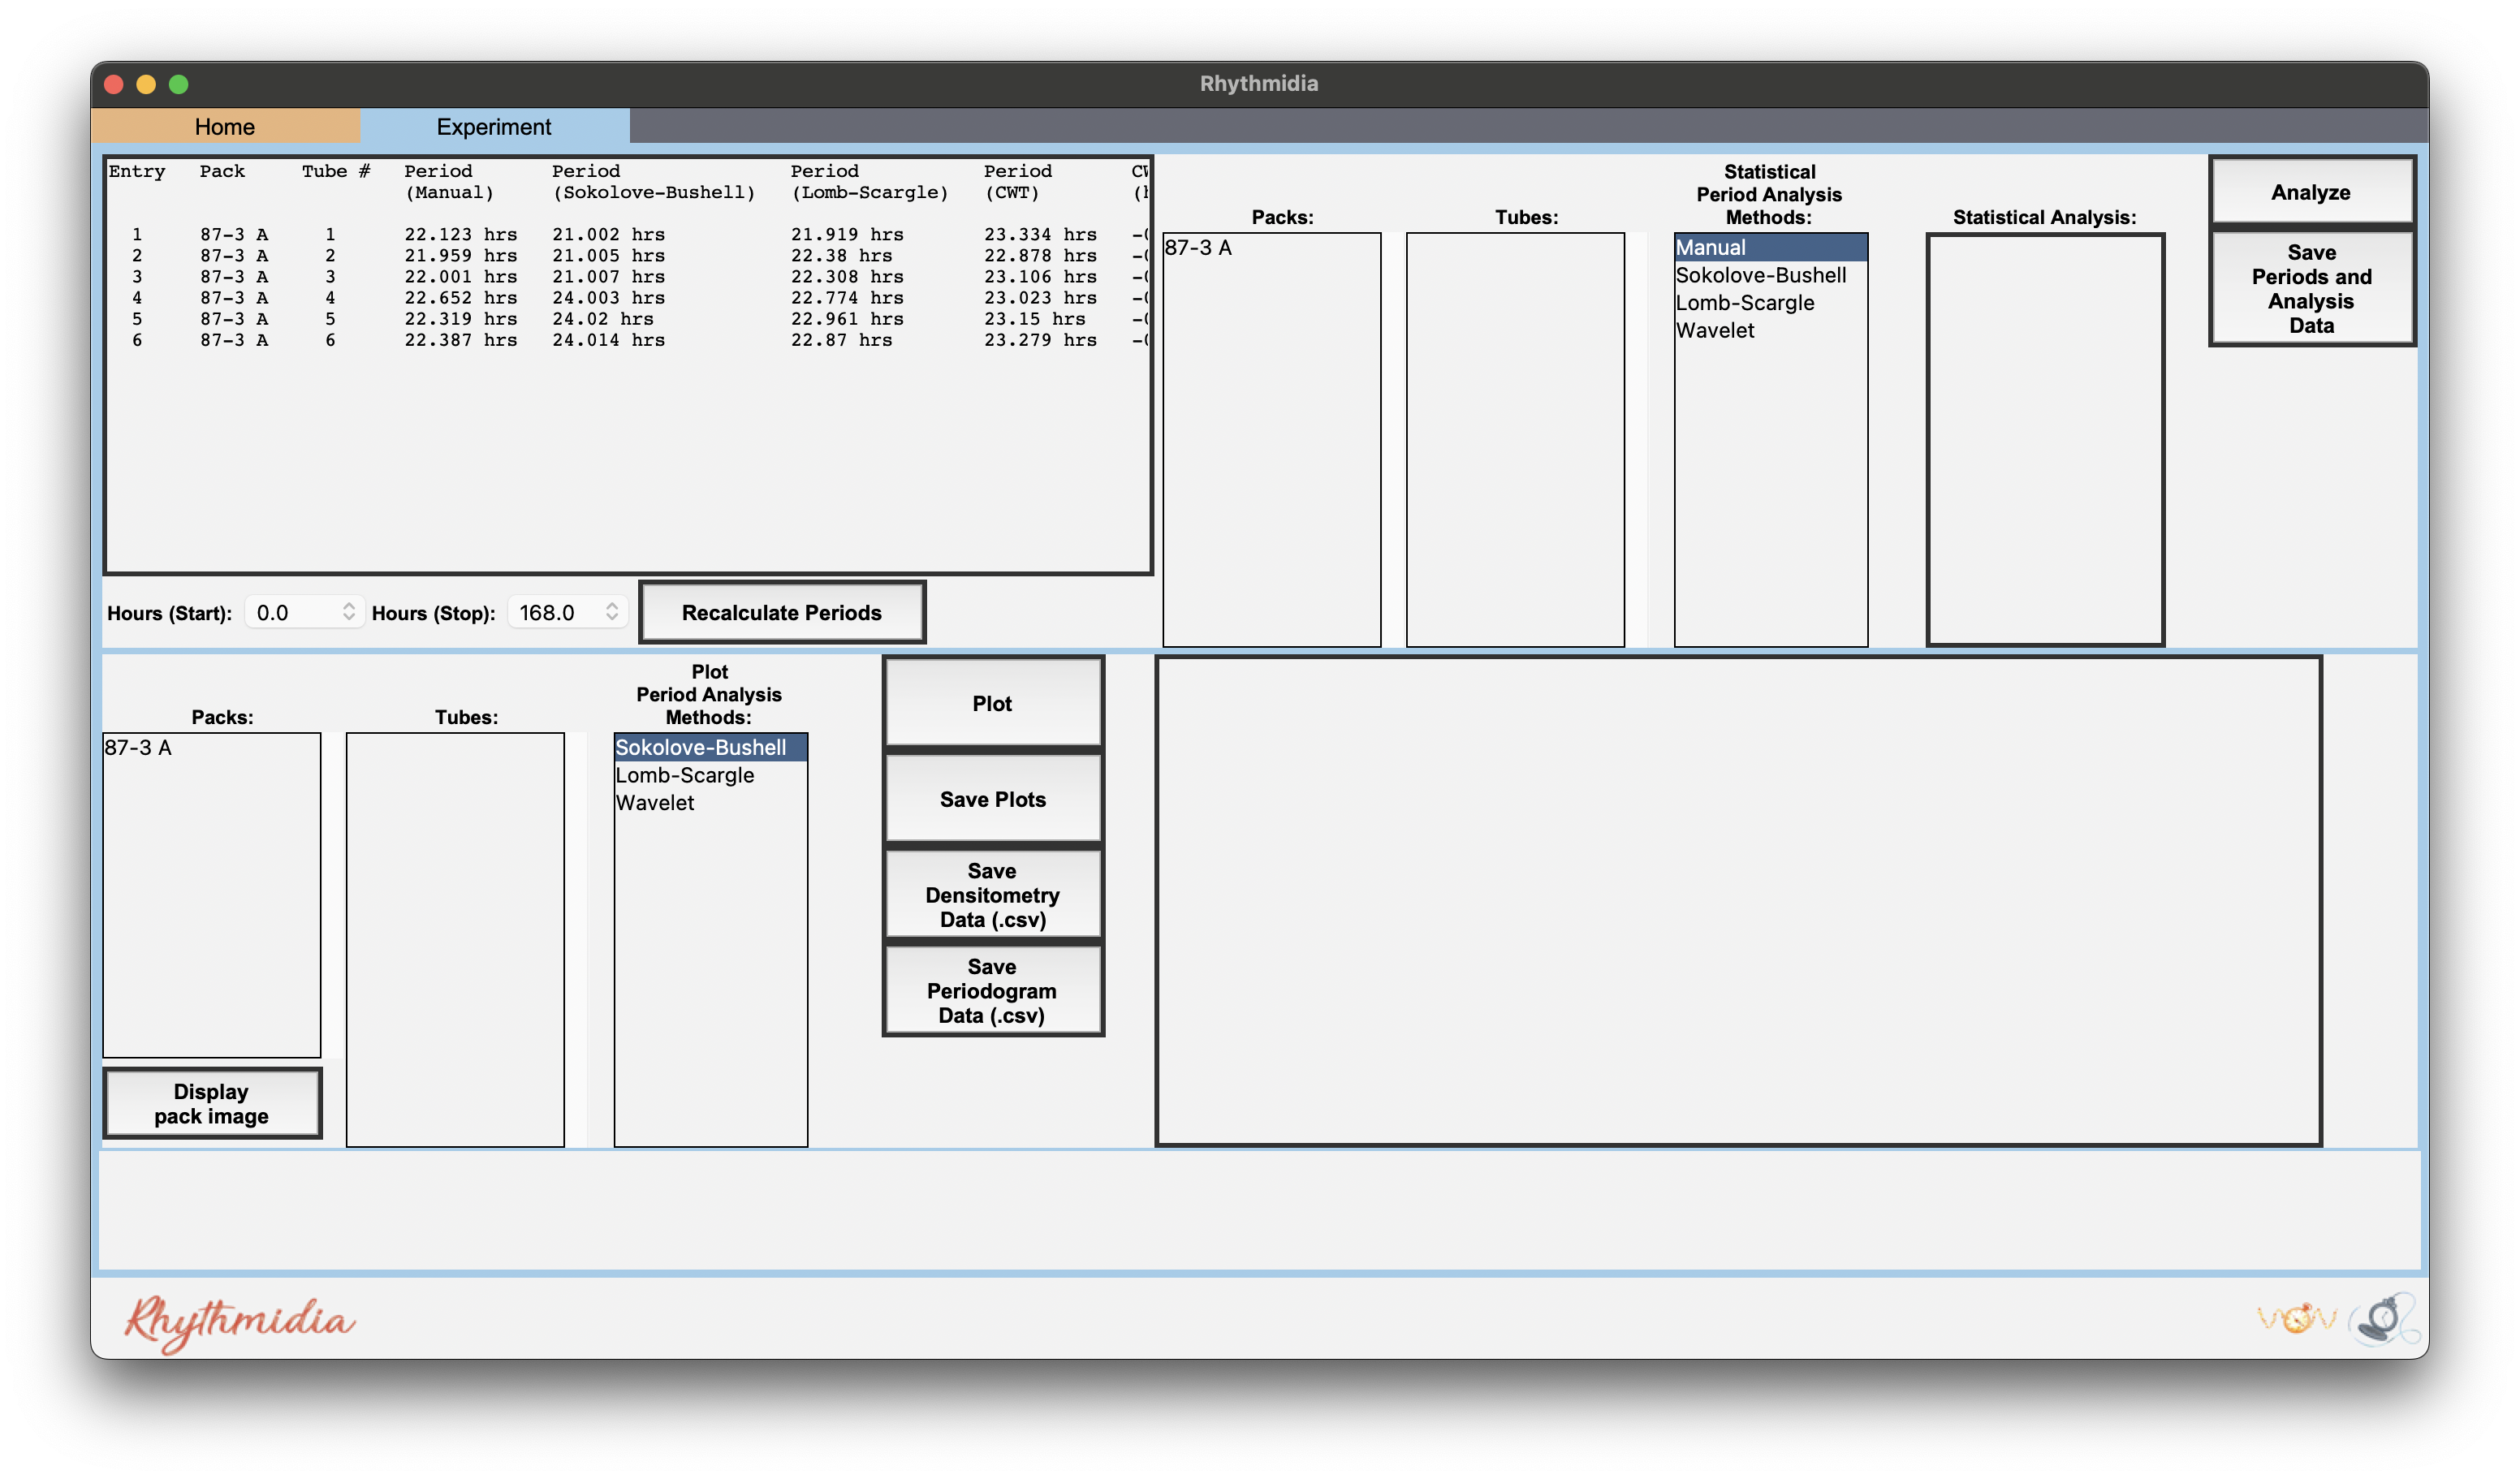 Rhythmidia
Home Experiment
Entry Pack Tube # Period Period Period Period
(Manual) (Sokolove-Bushell) (Lomb-Scargle) (CWT)
1 87-3 A 1 22.123 hrs 21.002 hrs 21.919 hrs 23.334 hrs
2 87-3 A 2 21.959 hrs 21.005 hrs 22.38 hrs 22.878 hrs
3 87-3 A 3 22.001 hrs 21.007 hrs 22.308 hrs 23.106 hrs
4 87-3 A 4 22.652 hrs 24.003 hrs 22.774 hrs 23.023 hrs
5 87-3 A 5 22.319 hrs 24.02 hrs 22.961 hrs 23.15 hrs
6 87-3 A 6 22.387 hrs 24.014 hrs 22.87 hrs 23.279 hrs
Hours (Start): 0.0 Hours (Stop): 168.0 Recalculate Periods
Packs:
87-3 A
Tubes:
Statistical
Period Analysis
Methods:
Manual
Sokolove-Bushell
Lomb-Scargle
Wavelet
Statistical Analysis:
Analyze
Save
Periods and
Analysis
Data
Packs:
87-3 A
Display
pack image
Tubes:
Plot
Period Analysis
Methods:
Sokolove-Bushell
Lomb-Scargle
Wavelet
Plot
Save Plots
Save
Densitometry
Data (.csv)
Save
Periodogram
Data (.csv)
Rhythmidia